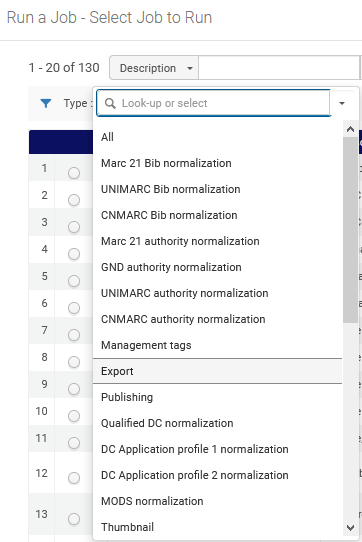 Run a Job - Select Job to Run
1 - 20 of 130 Description
Type : Look-up or select
All
1 Marc 21 Bib normalization
2 UNIMARC Bib normalization
3 CNMARC Bib normalization
4 Marc 21 authority normalization
5 GND authority normalization
6 UNIMARC authority normalization
7 CNMARC authority normalization
8 Management tags
9 Export
10 Publishing
11 Qualified DC normalization
12 DC Application profile 1 normalization
DC Application profile 2 normalization
13 MODS normalization
Thumbnail